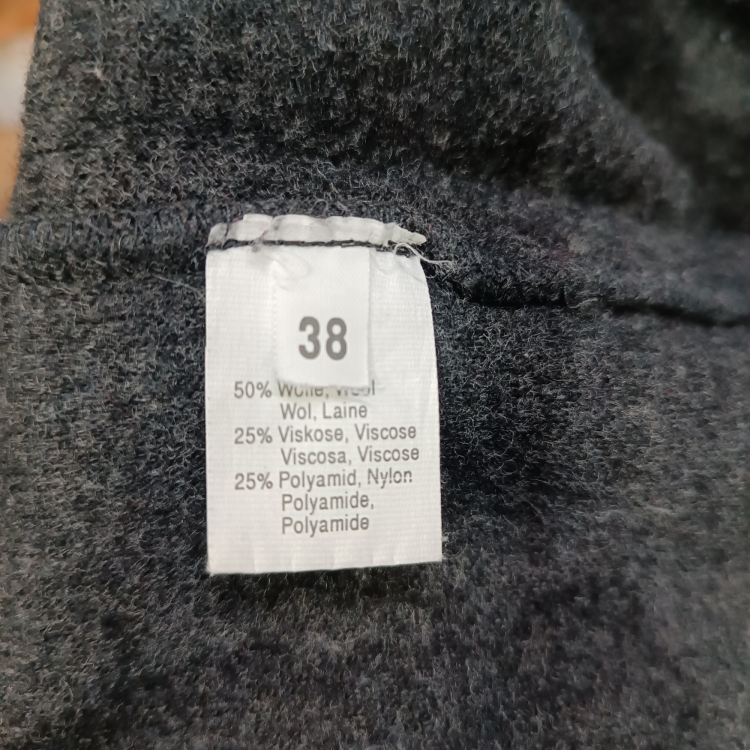 38
50% Wolle, Wool
Wol, Laine
25% Viskose, Viscose
Viscosa, Viscose
25% Polyamid, Nylon
Polyamide,
Polyamide